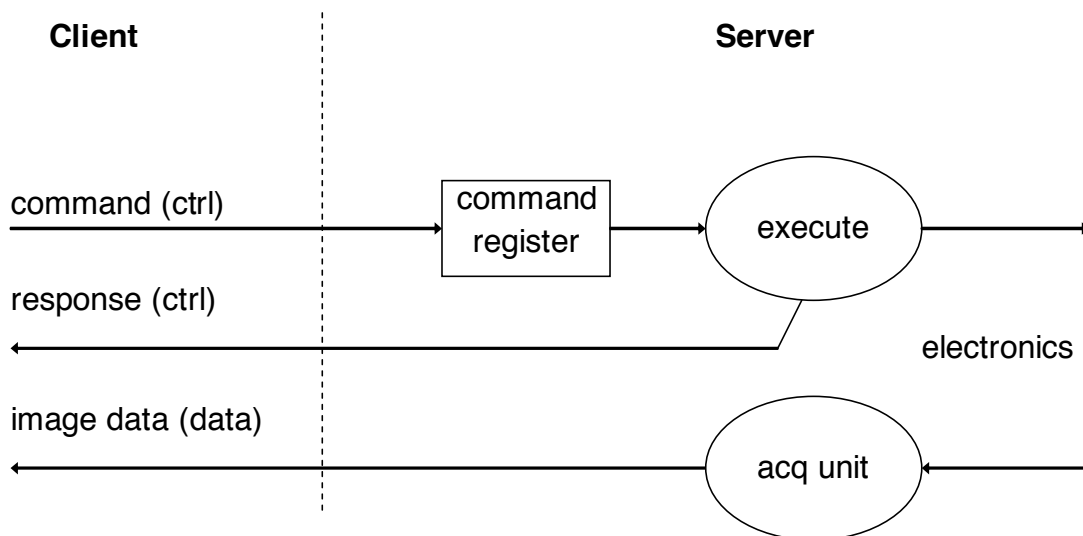 Client
Server
command (ctrl)
command
register
execute
response (ctrl)
electronics
image data (data)
acq unit